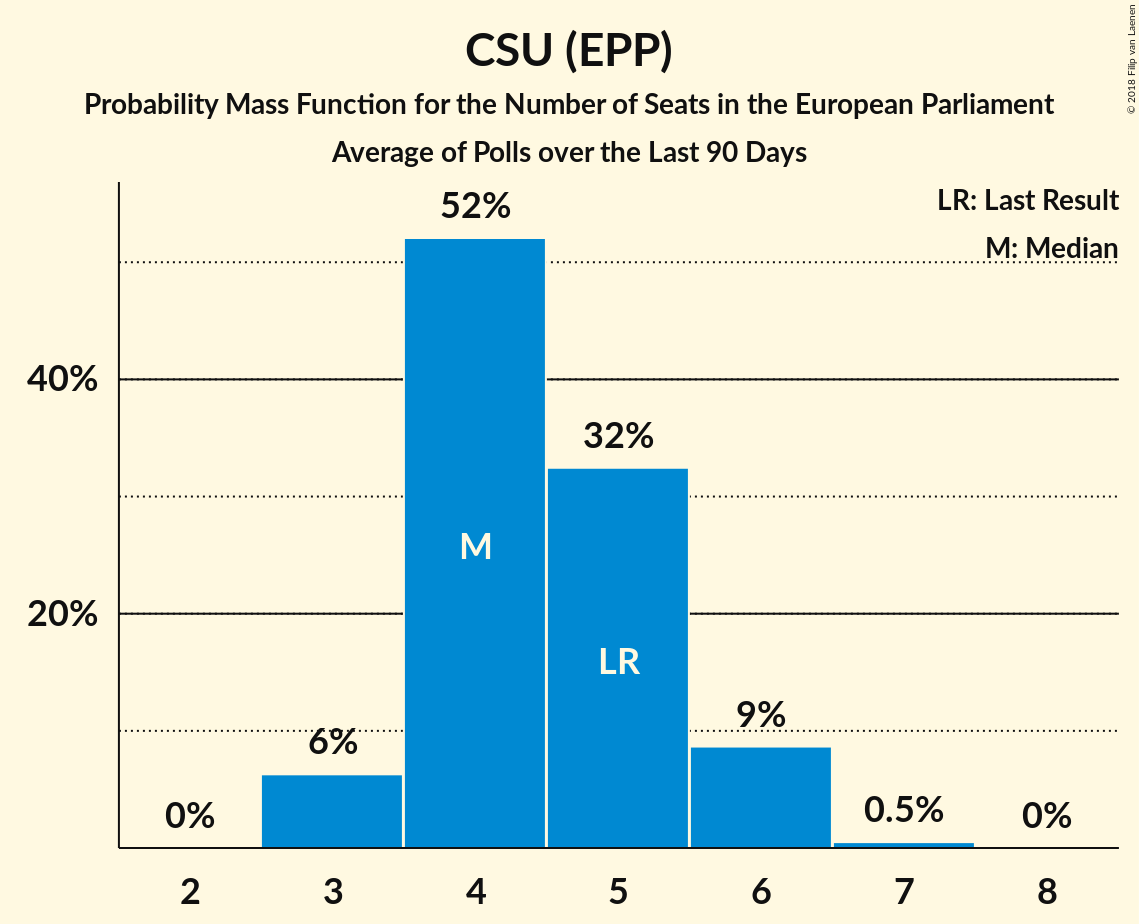 CSU (EPP)
Probability Mass Function for the Number of Seats in the European Parliament
Average of Polls over the Last 90 Days
© 2018 Filip van Laenen
LR: Last Result
M: Median
52%
40%
32%
M
20%
LR
9%
6%
0%
0.5%
0%
2 3 4 5 6 7 8